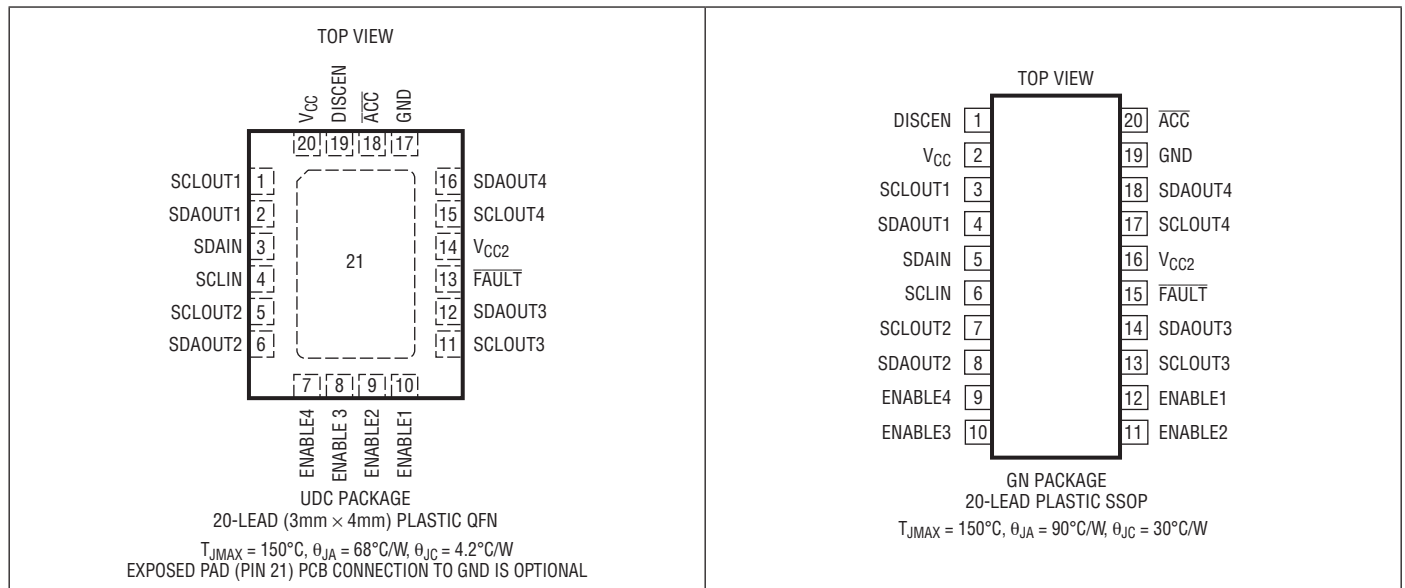 TOP VIEW
VCC
DISCEN
ACC
GND
20 19 18 17
SCLOUT1 1
SDAOUT1 2
SDAIN 3
SCLIN 4
SCLOUT2 5
SDAOUT2 6
21
16 SDAOUT4
15 SCLOUT4
14 VCC2
13 FAULT
12 SDAOUT3
11 SCLOUT3
7 8 9 10
ENABLE4
ENABLE 3
ENABLE2
ENABLE1
UDC PACKAGE
20-LEAD (3mm × 4mm) PLASTIC QFN
TJMAX = 150°C, θJA = 68°C/W, θJC = 4.2°C/W
EXPOSED PAD (PIN 21) PCB CONNECTION TO GND IS OPTIONAL
TOP VIEW
DISCEN 1
VCC 2
SCLOUT1 3
SDAOUT1 4
SDAIN 5
SCLIN 6
SCLOUT2 7
SDAOUT2 8
ENABLE4 9
ENABLE3 10
20 ACC
19 GND
18 SDAOUT4
17 SCLOUT4
16 VCC2
15 FAULT
14 SDAOUT3
13 SCLOUT3
12 ENABLE1
11 ENABLE2
GN PACKAGE
20-LEAD PLASTIC SSOP
TJMAX = 150°C, θJA = 90°C/W, θJC = 30°C/W